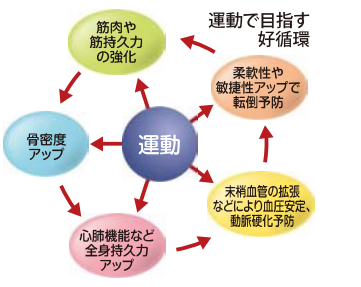 運動で目指す
好循環
筋肉や
筋持久力
の強化
柔軟性や
敏捷性アップで
転倒予防
骨密度
アップ
運動
末梢血管の拡張
などにより血圧安定、
動脈硬化予防
心肺機能など
全身持久力
アップ